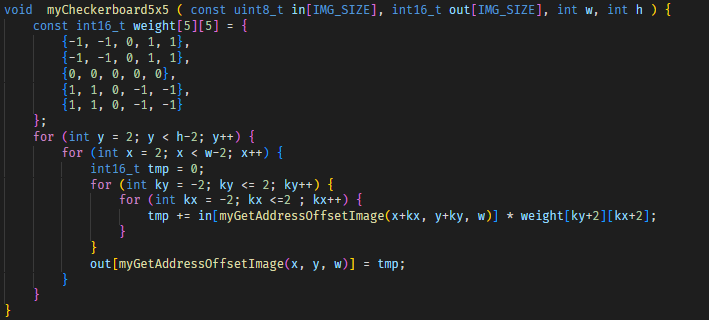 void  myCheckerboard5x5 ( const uint8_t in[IMG_SIZE], int16_t out[IMG_SIZE], int w, int h ) {
    const int16_t weight[5][5] = {
        {-1, -1, 0, 1, 1},
        {-1, -1, 0, 1, 1},
        {0, 0, 0, 0, 0},
        {1, 1, 0, -1, -1},
        {1, 1, 0, -1, -1}
    };
    for (int y = 2; y < h-2; y++) {
        for (int x = 2; x < w-2; x++) {
            int16_t tmp = 0;
            for (int ky = -2; ky <= 2; ky++) {
                for (int kx = -2; kx <=2 ; kx++) {
                    tmp += in[myGetAddressOffsetImage(x+kx, y+ky, w)] * weight[ky+2][kx+2];
                }
            }
            out[myGetAddressOffsetImage(x, y, w)] = tmp;
        }
    }
}